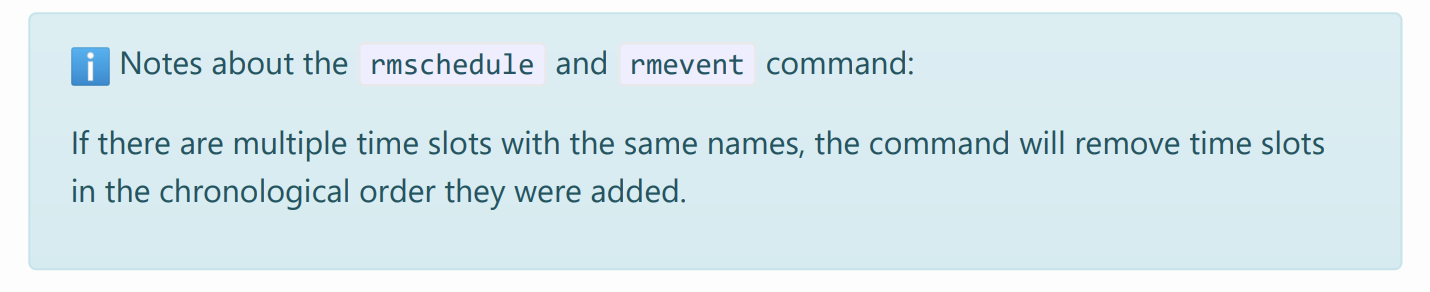 ℹ️ Notes about the rmschedule and rmevent command:
If there are multiple time slots with the same names, the command will remove time slots
in the chronological order they were added.